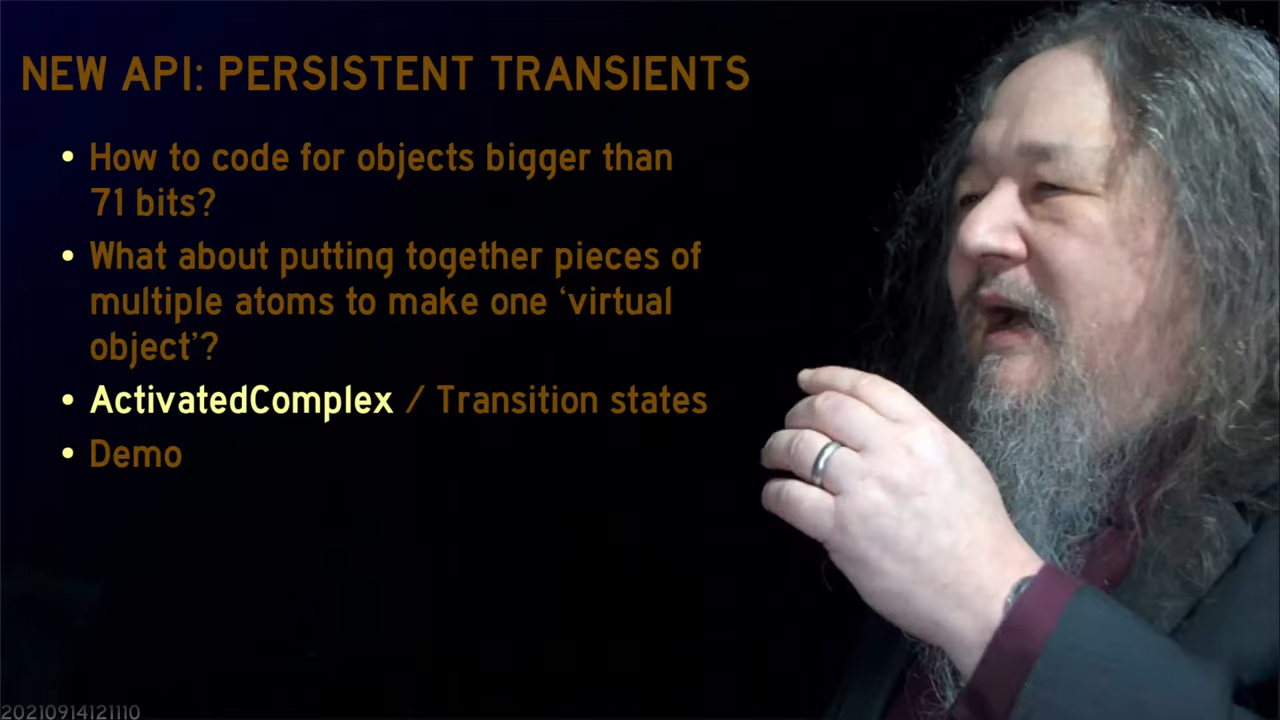 NEW API: PERSISTENT TRANSIENTS
• How to code for objects bigger than
71 bits?
• What about putting together pieces of
multiple atoms to make one ‘virtual
object’?
• ActivatedComplex / Transition states
• Demo
20210914121110